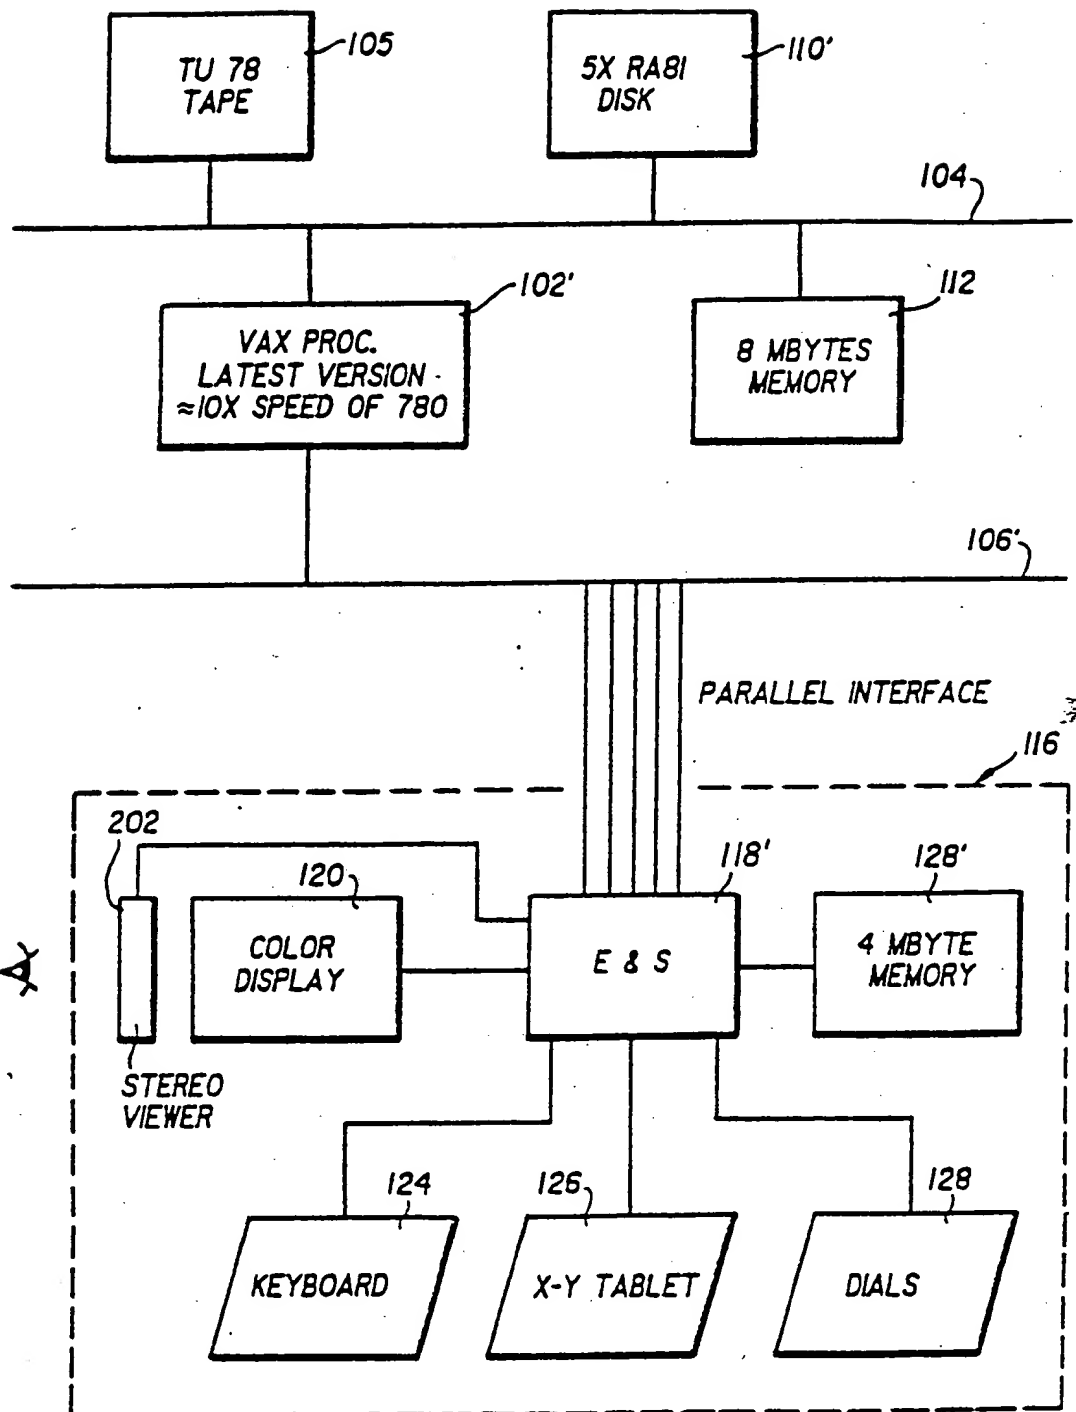 TU 78
TAPE
105
5X RA81
DISK
110'
104
VAX PROC.
LATEST VERSION
≈10X SPEED OF 780
102'
8 MBYTES
MEMORY
112
106'
PARALLEL INTERFACE
116
202
120
118'
128'
COLOR
DISPLAY
E & S
4 MBYTE
MEMORY
STEREO
VIEWER
124
126
128
KEYBOARD
X-Y TABLET
DIALS